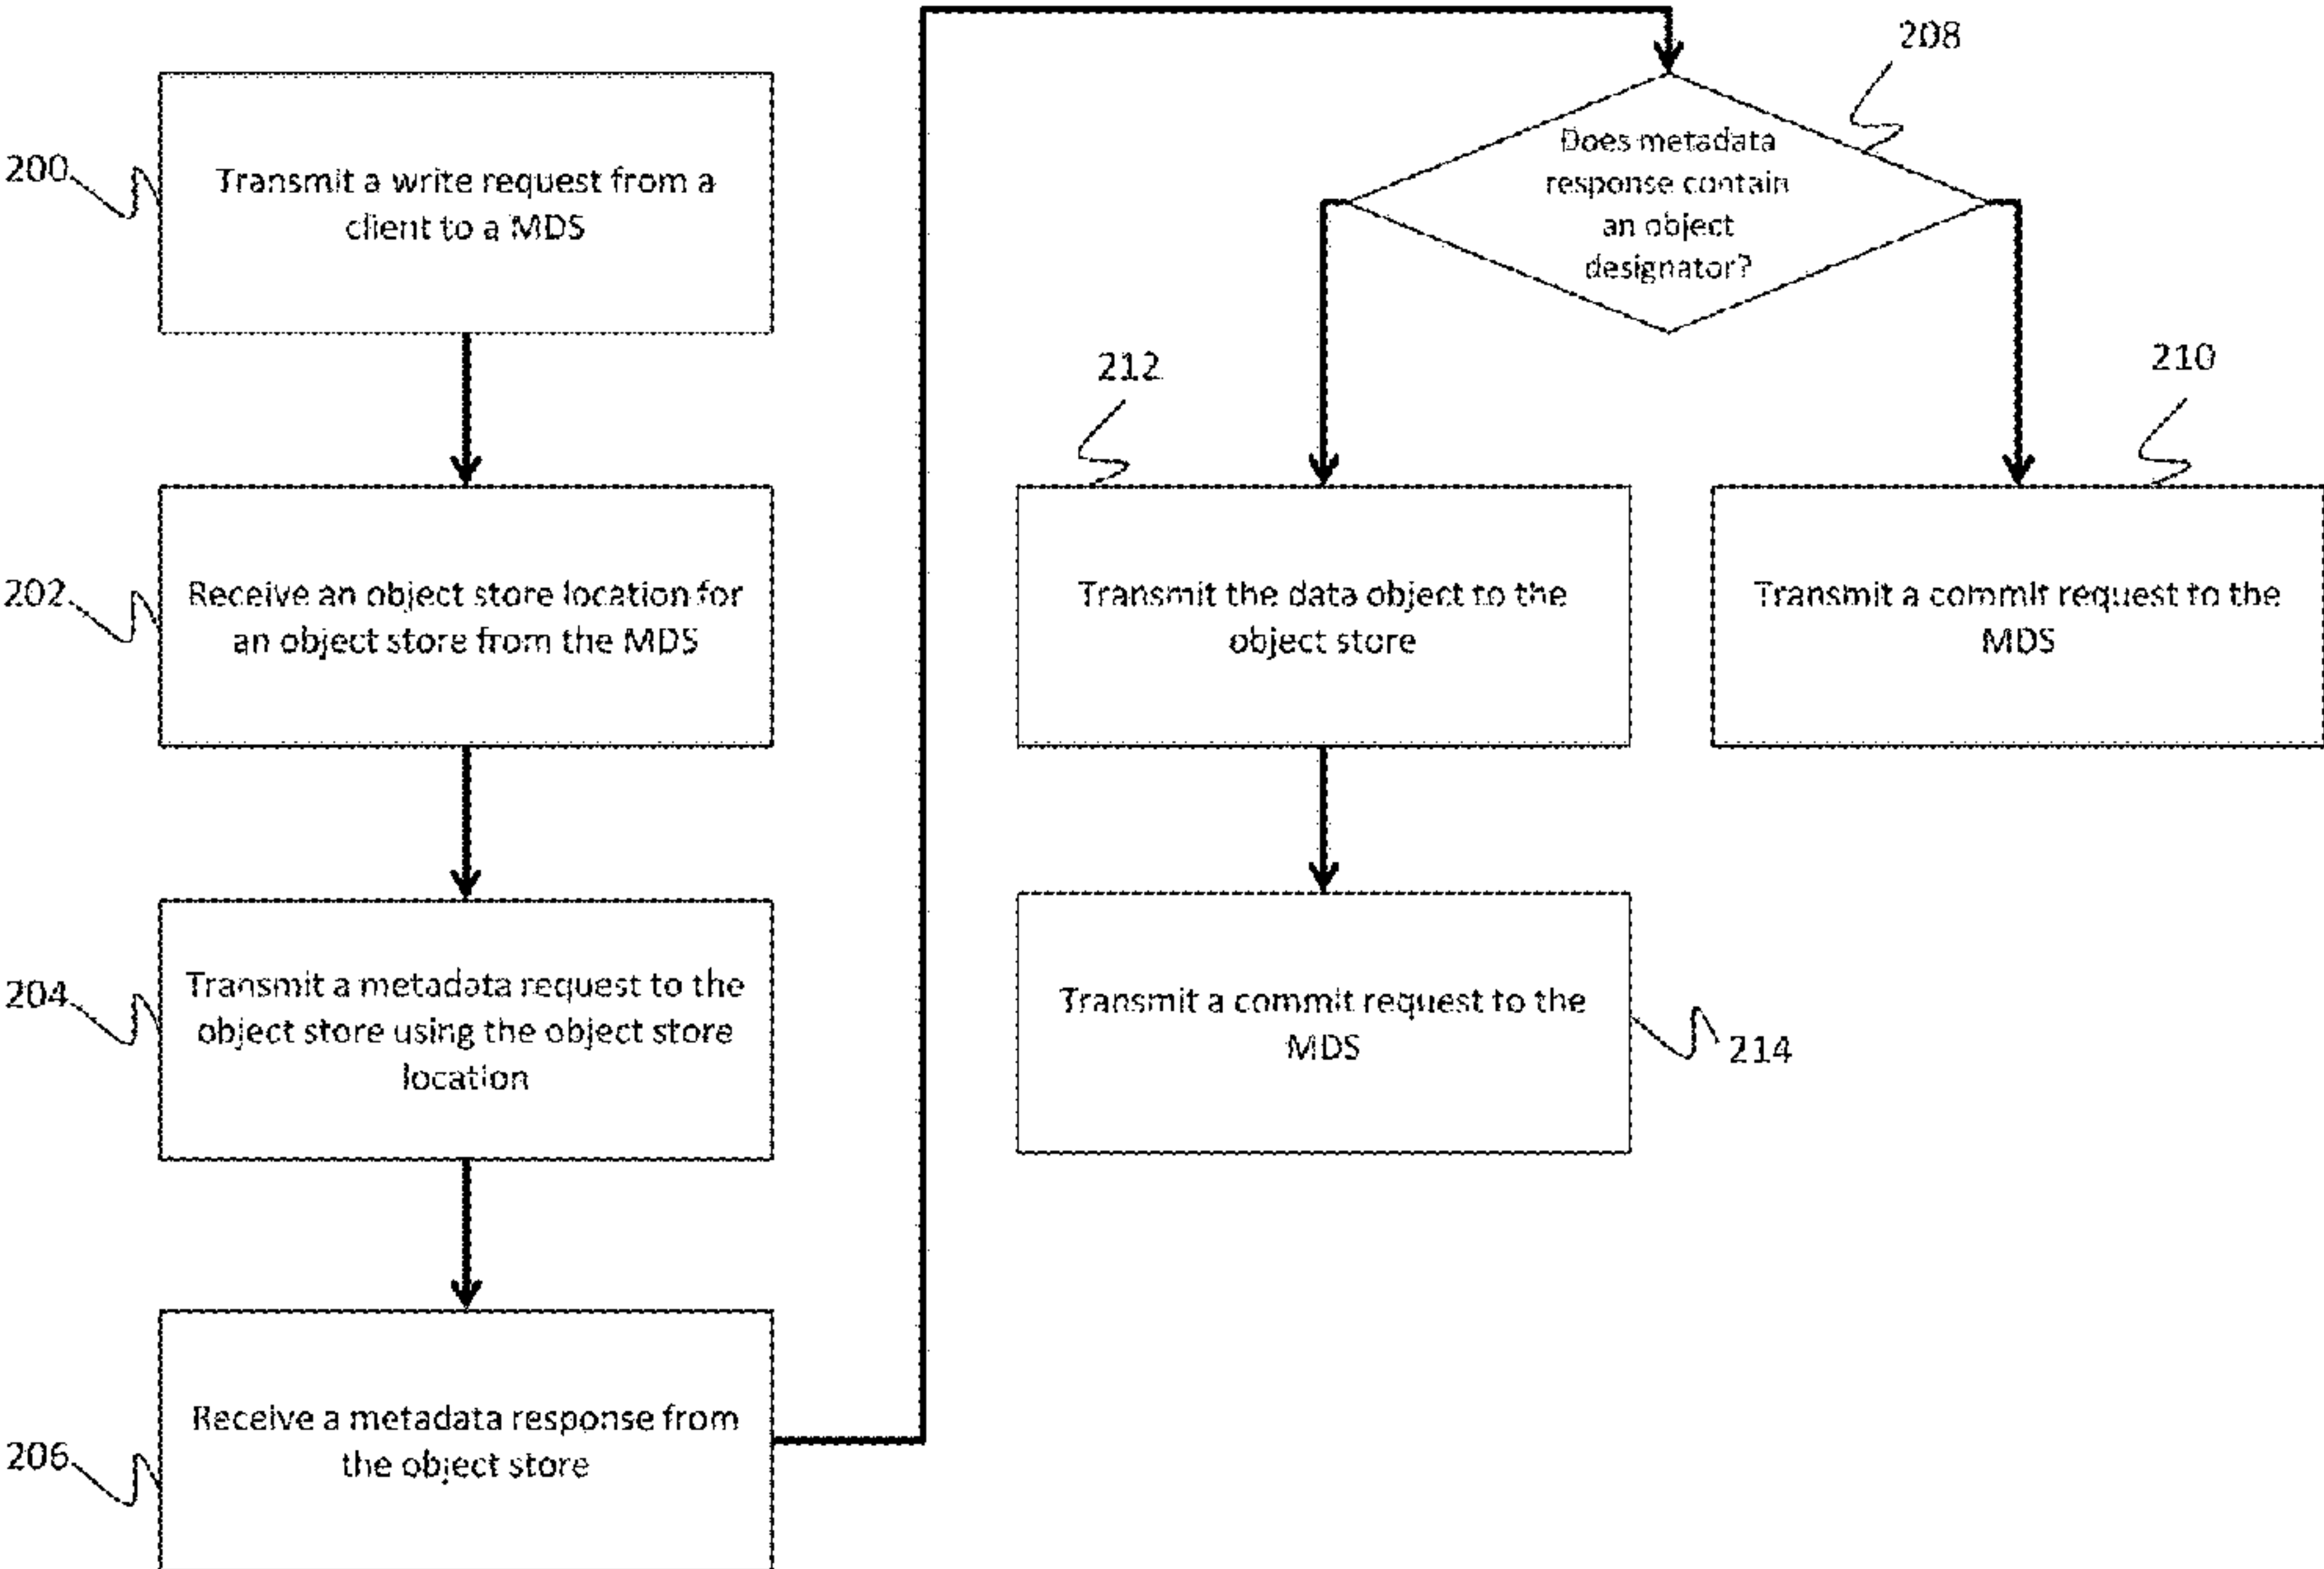 200
Transmit a write request from a
client to a MDS
202
Receive an object store location for
an object store from the MDS
204
Transmit a metadata request to the
object store using the object store
location
206
Receive a metadata response from
the object store
208
Does metadata
response contain
an object
designator?
212
Transmit the data object to the
object store
210
Transmit a commit request to the
MDS
Transmit a commit request to the
MDS
214